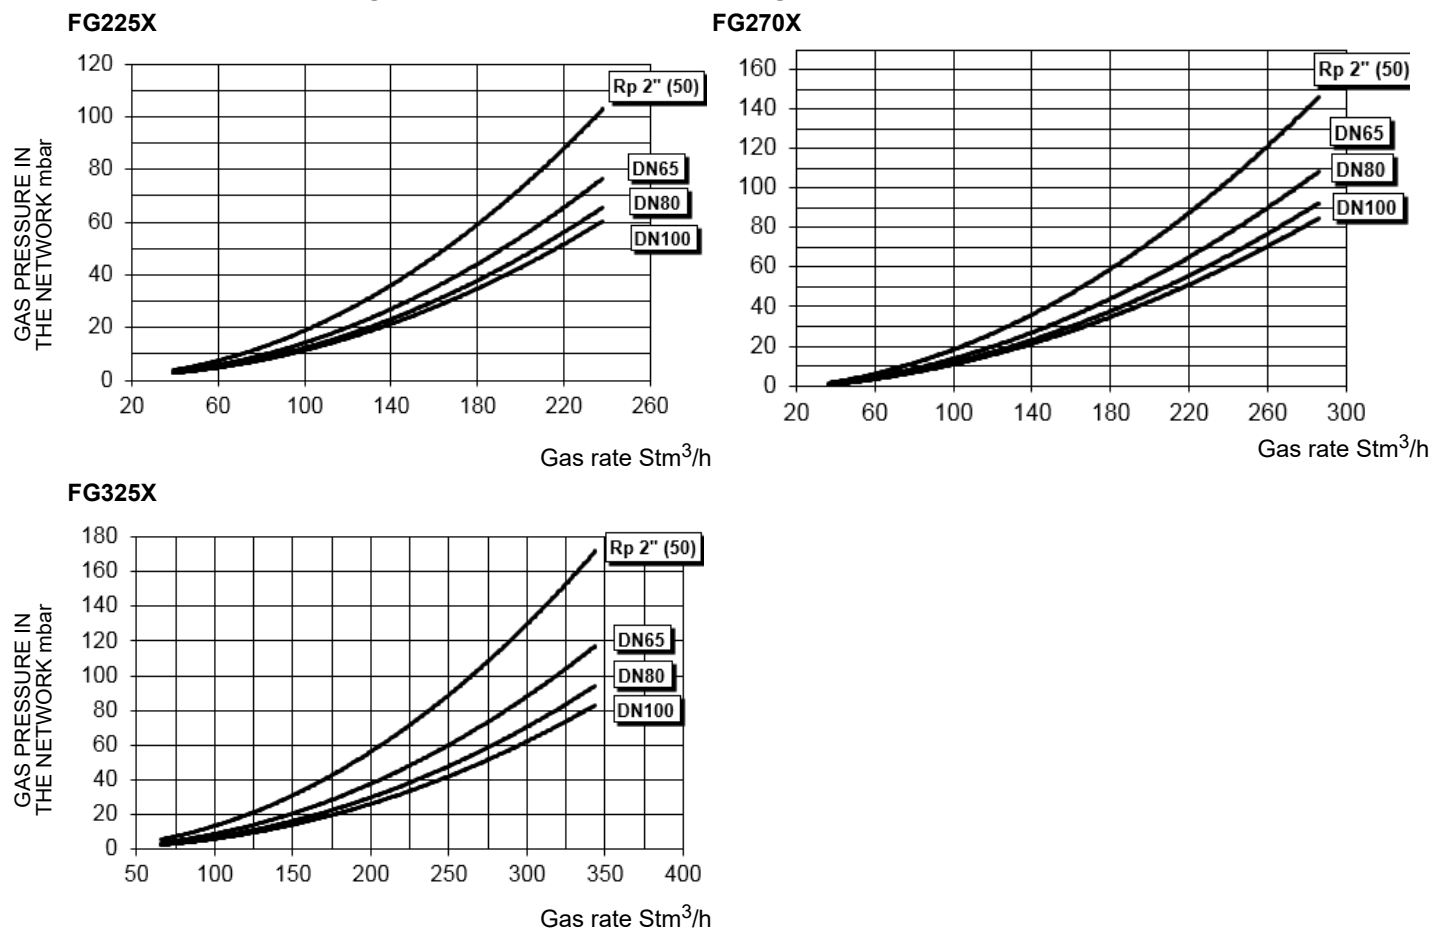 FG225X
GAS PRESSURE IN
THE NETWORK mbar
120
100
80
60
40
20
0
20 60 100 140 180 220 260
Rp 2" (50)
DN65
DN80
DN100
Gas rate Stm3/h
FG270X
160
140
120
100
80
60
40
20
0
20 60 100 140 180 220 260 300
Rp 2" (50)
DN65
DN80
DN100
Gas rate Stm3/h
FG325X
GAS PRESSURE IN
THE NETWORK mbar
180
160
140
120
100
80
60
40
20
0
50 100 150 200 250 300 350 400
Rp 2" (50)
DN65
DN80
DN100
Gas rate Stm3/h